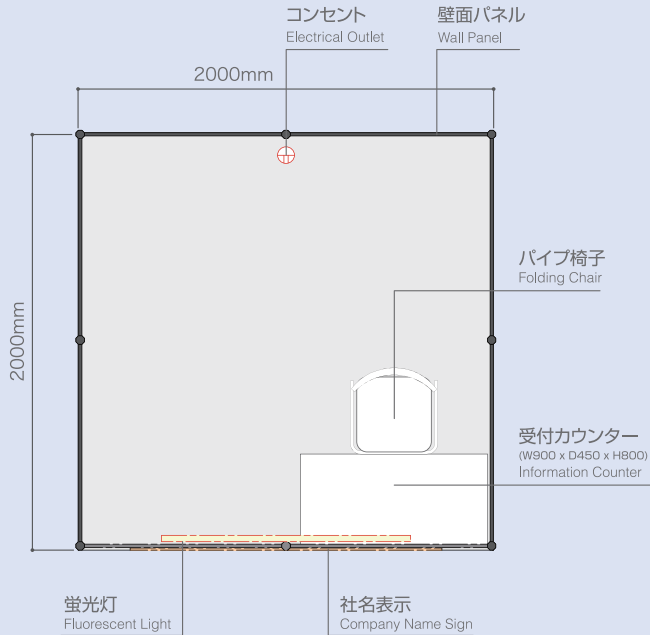 コンセント
Electrical Outlet
壁面パネル
Wall Panel
2000mm
2000mm
パイプ椅子
Folding Chair
受付カウンター
(W900 x D450 x H800)
Information Counter
蛍光灯
Fluorescent Light
社名表示
Company Name Sign